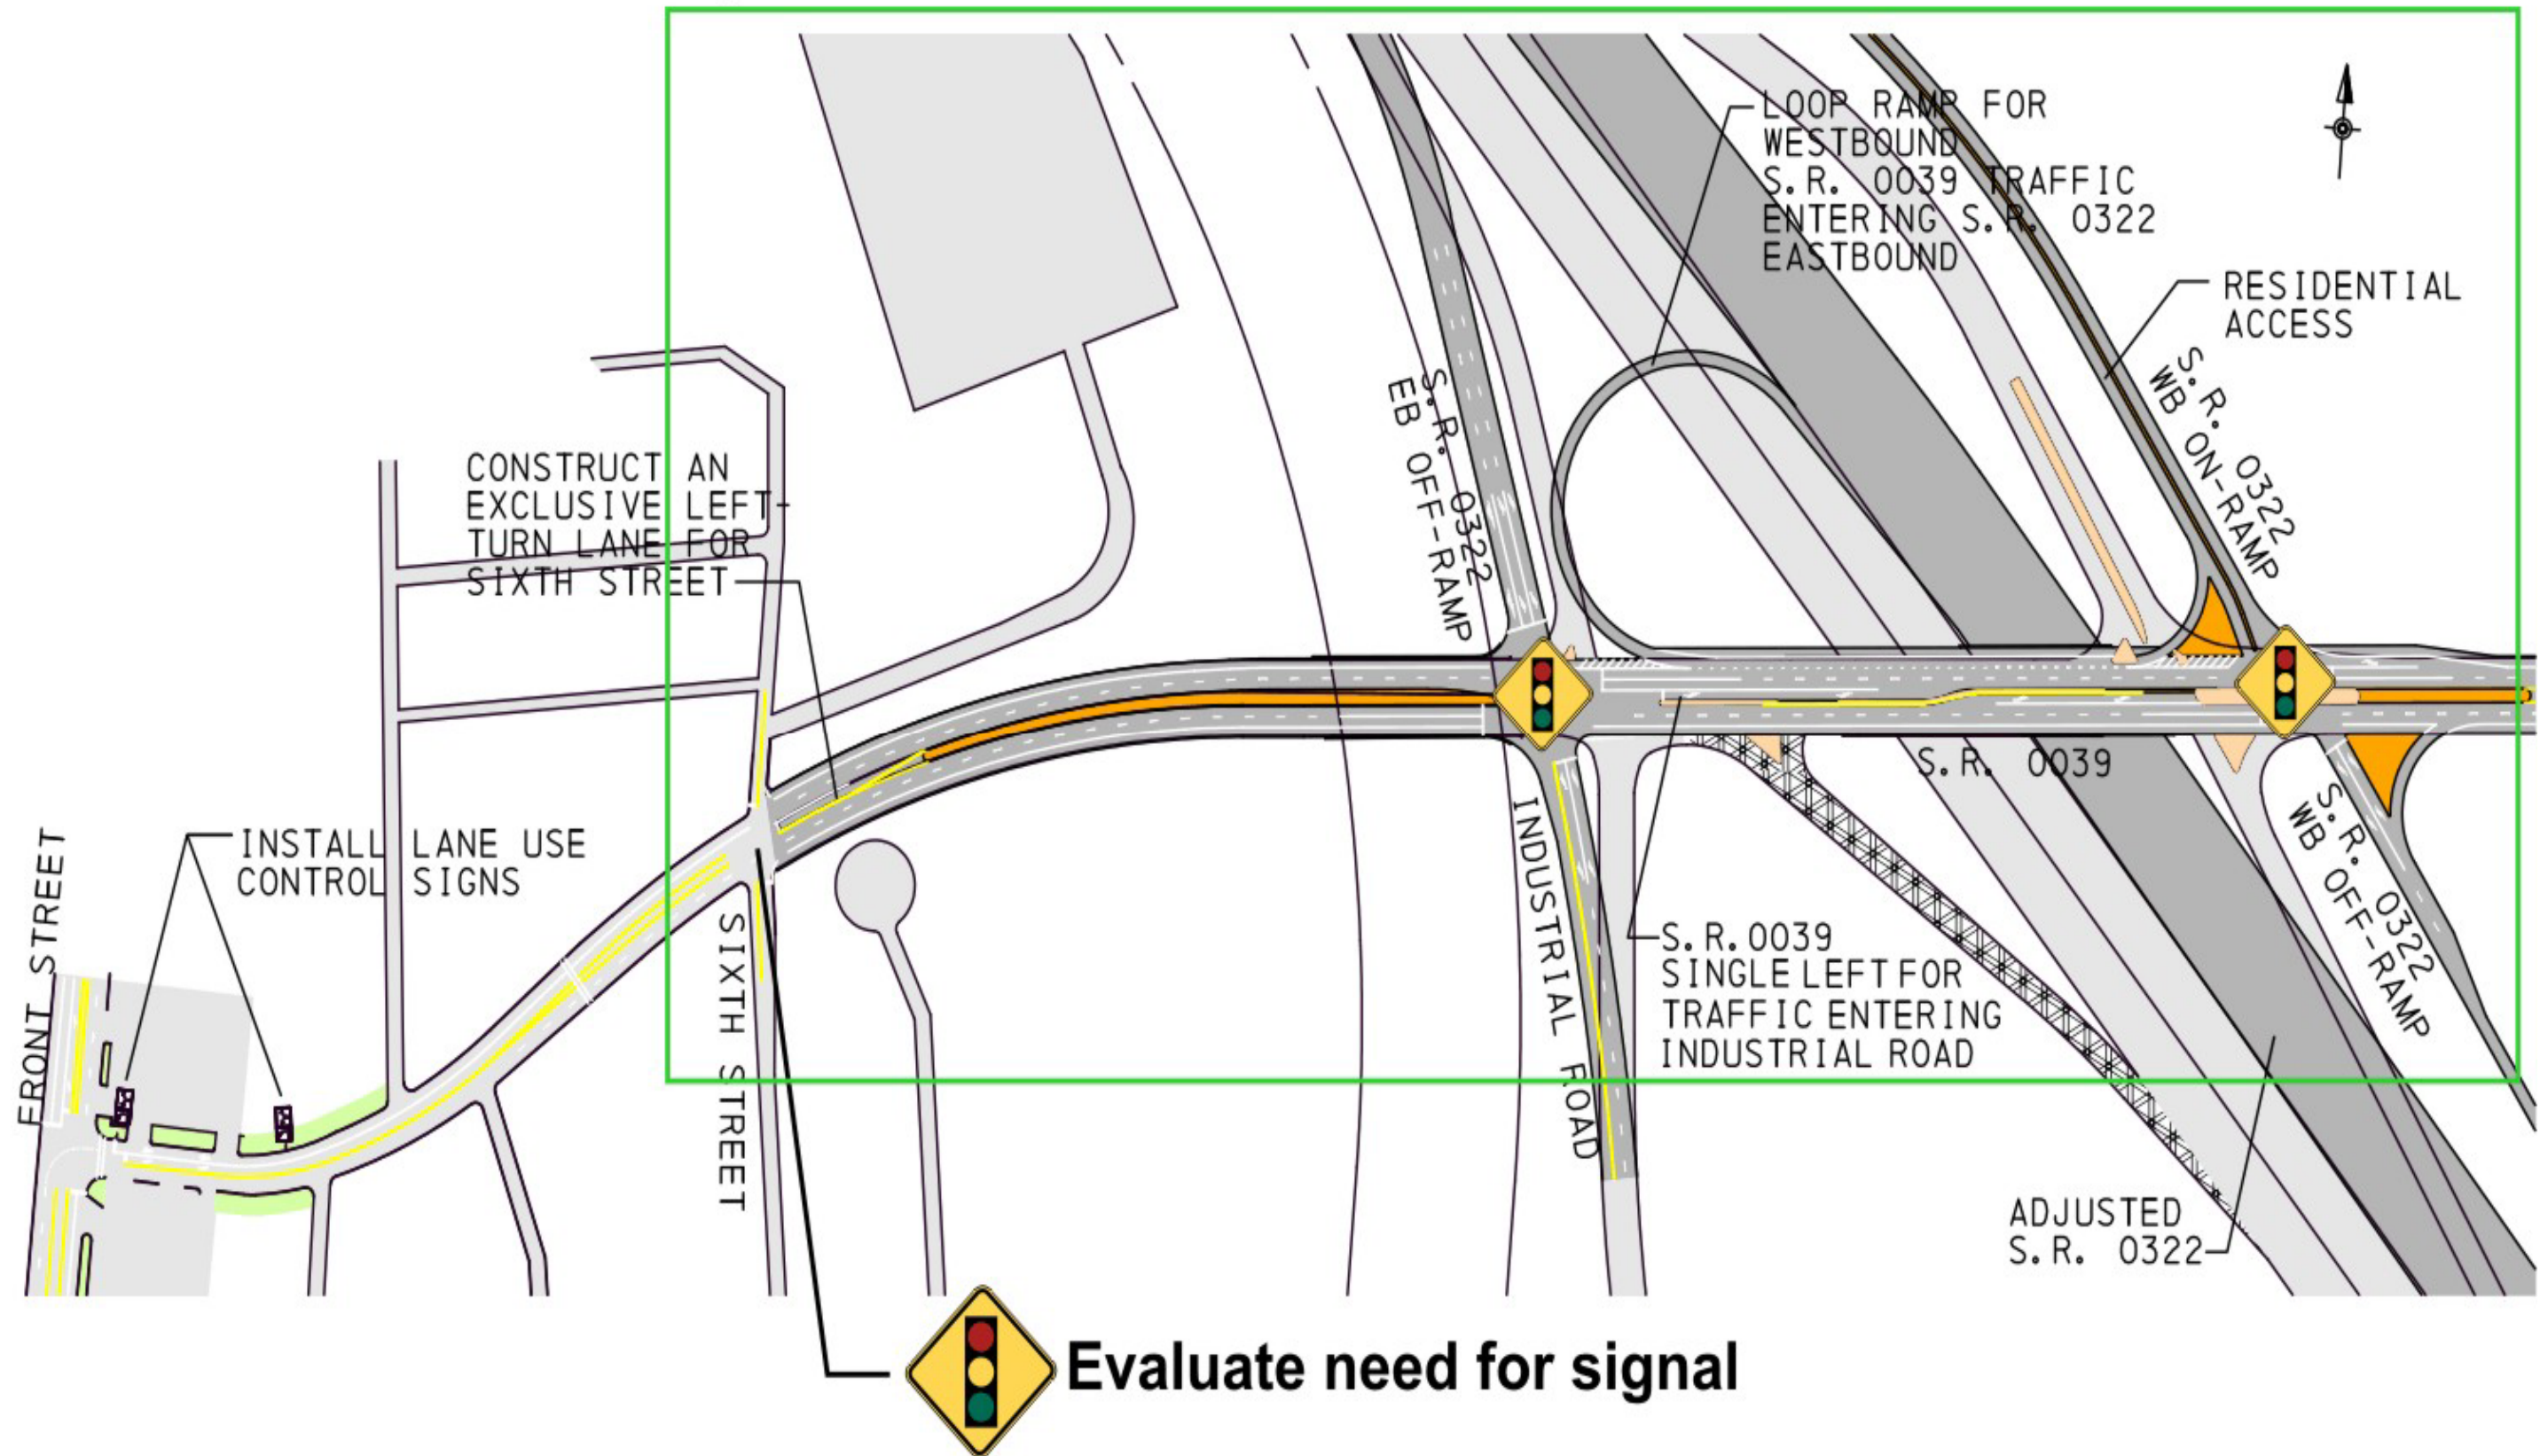 LOOP RAMP FOR
WESTBOUND
S.R. 0039 TRAFFIC
ENTERING S.R. 0322
EASTBOUND
RESIDENTIAL
ACCESS
S.R. 0322
WB ON-RAMP
S.R. 0322
EB OFF-RAMP
CONSTRUCT AN
EXCLUSIVE LEFT-
TURN LANE FOR
SIXTH STREET
S.R. 0039
INSTALL LANE USE
CONTROL SIGNS
FRONT STREET
SIXTH STREET
INDUSTRIAL ROAD
S.R.0039
SINGLE LEFT FOR
TRAFFIC ENTERING
INDUSTRIAL ROAD
S.R. 0322
WB OFF-RAMP
ADJUSTED
S.R. 0322
Evaluate need for signal